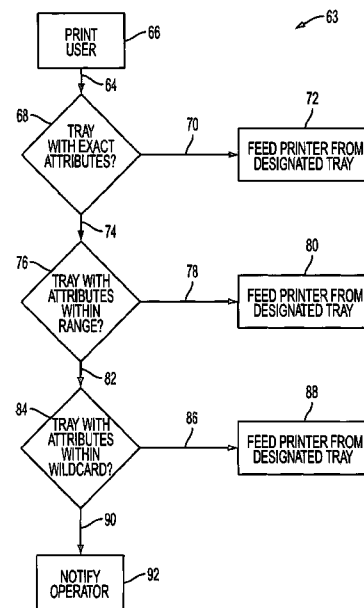 63
PRINT
USER
66
64
68
TRAY
WITH EXACT
ATTRIBUTES?
70
72
FEED PRINTER FROM
DESIGNATED TRAY
74
76
TRAY WITH
ATTRIBUTES
WITHIN
RANGE?
78
80
FEED PRINTER FROM
DESIGNATED TRAY
82
84
TRAY WITH
ATTRIBUTES
WITHIN
WILDCARD?
86
88
FEED PRINTER FROM
DESIGNATED TRAY
90
NOTIFY
OPERATOR
92